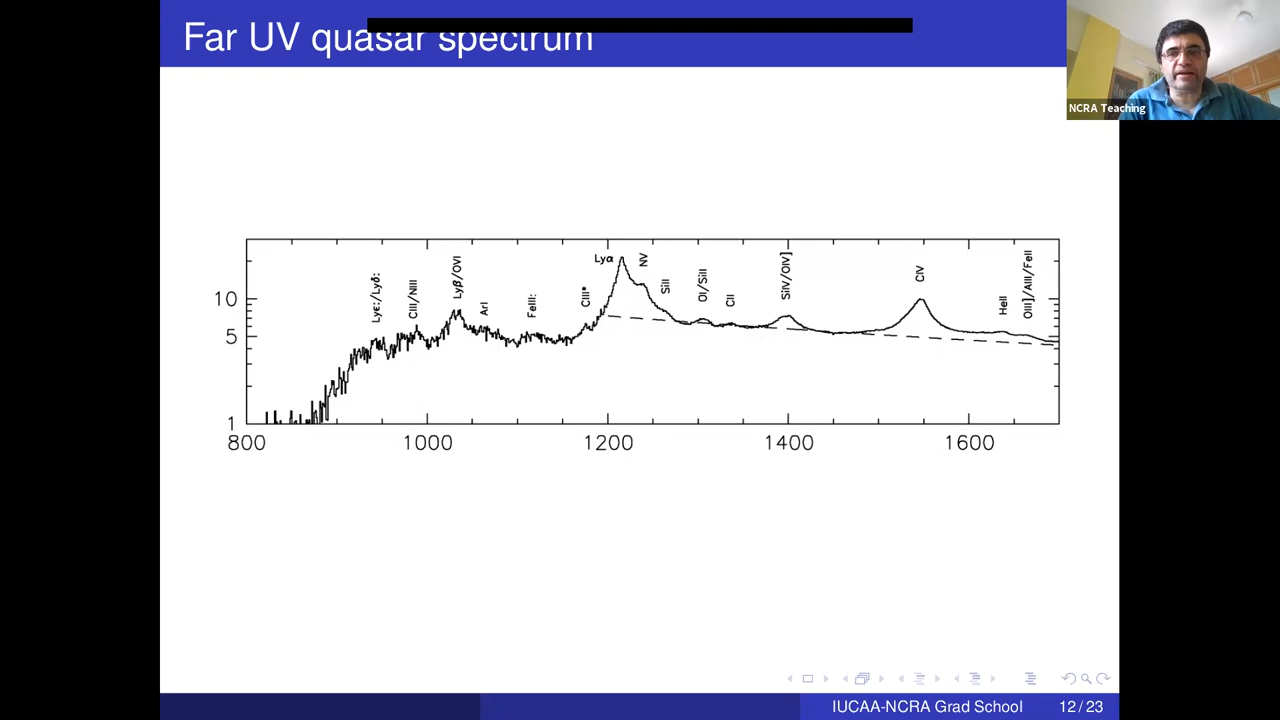 Far UV quasar spectrum
NCRA Teaching
Lyε:/Lyδ:
CIII/NIII
Lyβ/OVI
ArI
FeIII:
CIII*
Lyα
NV
SiII
OI/SiII
CII
SiIV/OIV]
CIV
HeII
OIII]/AlII/FeII
10
5
1
800 1000 1200 1400 1600
IUCAA-NCRA Grad School 12 / 23